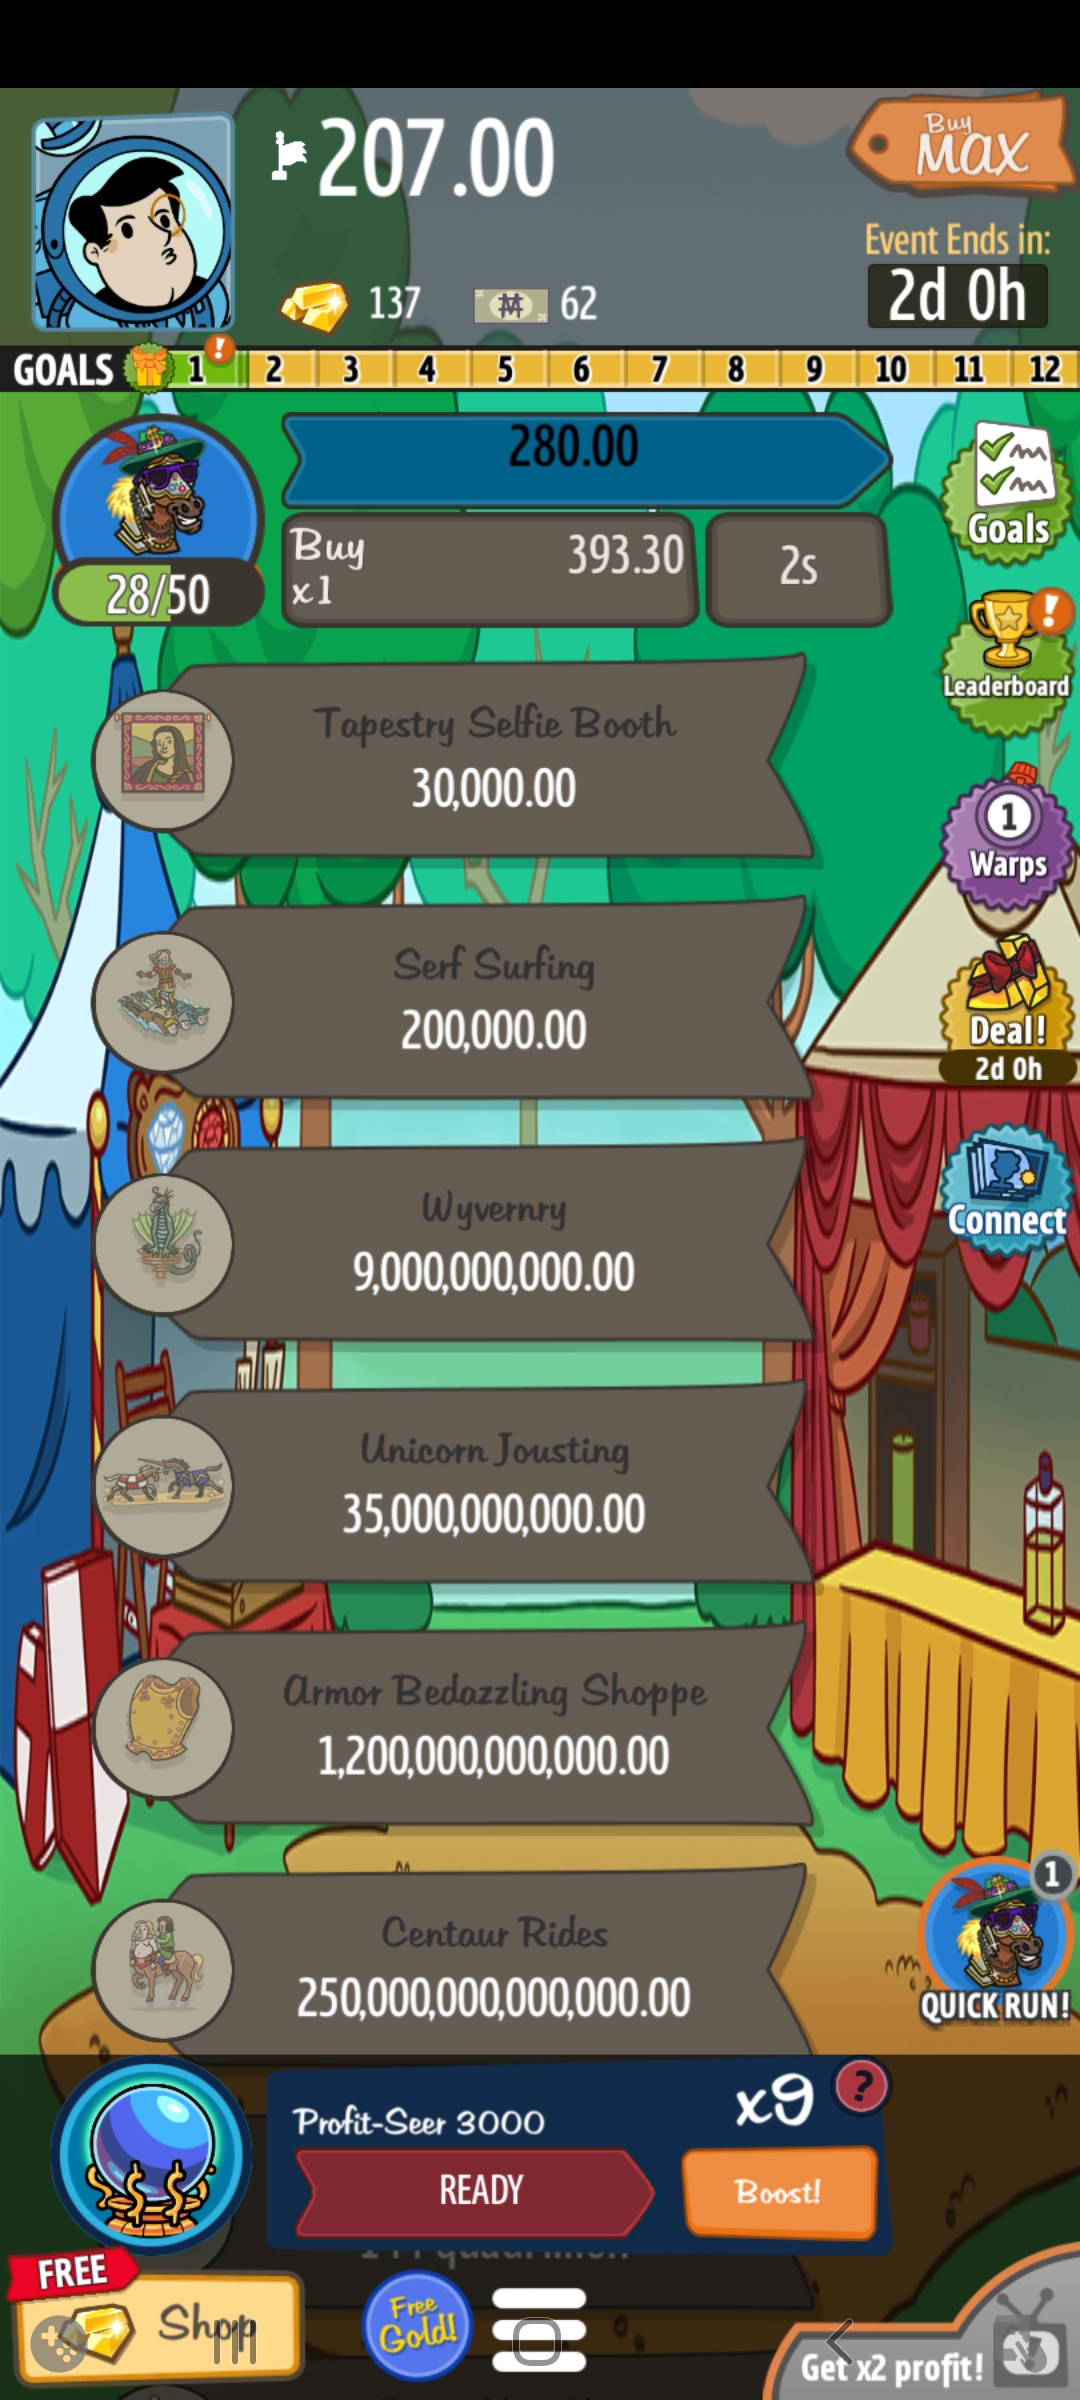 207.00
Buy
MAX
Event Ends in:
137
62
2d 0h
GOALS 1 ! 2 3 4 5 6 7 8 9 10 11 12
280.00
Buy
x1
393.30
2s
28/50
Goals
!
Leaderboard
Tapestry Selfie Booth
30,000.00
1
Warps
Serf Surfing
200,000.00
Deal!
2d 0h
Wyvernry
9,000,000,000.00
Connect
Unicorn Jousting
35,000,000,000.00
Armor Bedazzling Shoppe
1,200,000,000,000.00
Centaur Rides
250,000,000,000,000.00
1
QUICK RUN!
Profit-Seer 3000
x9
?
READY
Boost!
FREE
Shop
Free
Gold!
Get x2 profit!